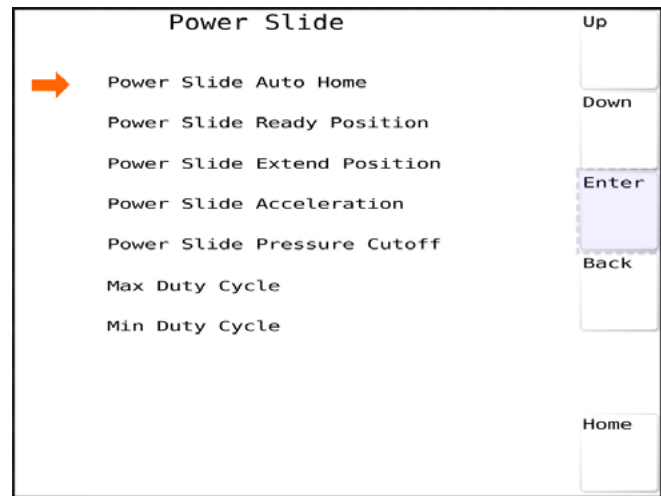 Power Slide
Power Slide Auto Home
Power Slide Ready Position
Power Slide Extend Position
Power Slide Acceleration
Power Slide Pressure Cutoff
Max Duty Cycle
Min Duty Cycle
Up
Down
Enter
Back
Home